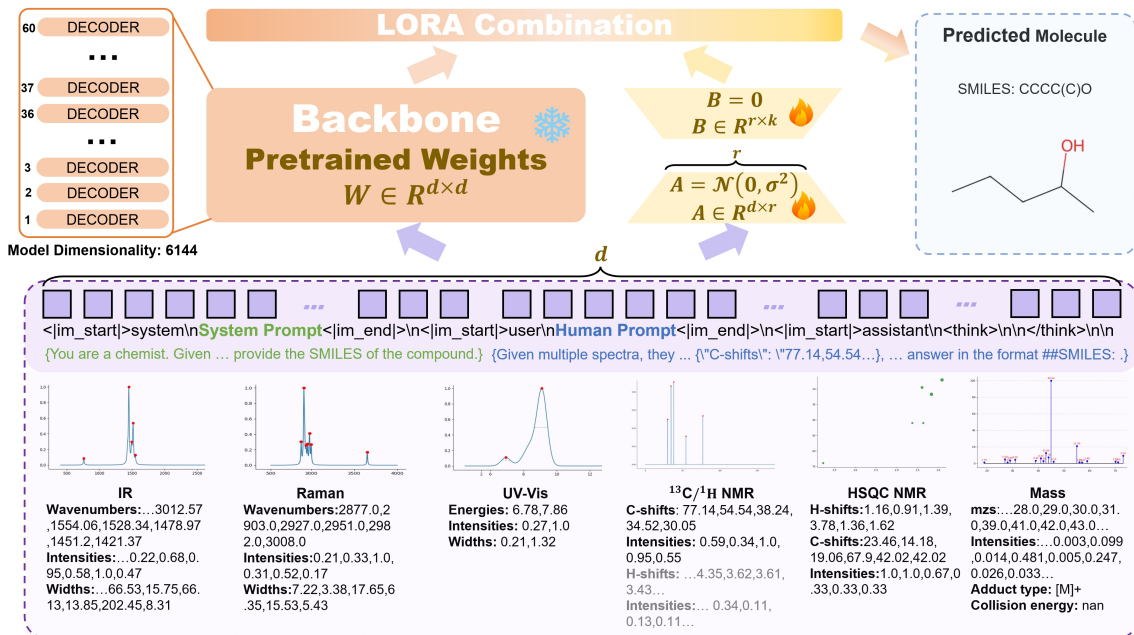 60 DECODER
...
37 DECODER
36 DECODER
...
3 DECODER
2 DECODER
1 DECODER
Model Dimensionality: 6144
LORA Combination
Backbone
Pretrained Weights
W ∈ R^{d×d}
B = 0
B ∈ R^{r×k}
r
A = 𝒩(0, σ²)
A ∈ R^{d×r}
Predicted Molecule
SMILES: CCCC(C)O
OH
d
<|im_start|>system\nSystem Prompt<|im_end|>\n<|im_start|>user\nHuman Prompt<|im_end|>\n<|im_start|>assistant\n<think>\n\n</think>\n\n
{You are a chemist. Given … provide the SMILES of the compound.} {Given multiple spectra, they ... {\"C-shifts\": \"77.14,54.54…}, … answer in the format ##SMILES: .}
IR
Wavenumbers:…3012.57
,1554.06,1528.34,1478.97
,1451.2,1421.37
Intensities:…0.22,0.68,0.
95,0.58,1.0,0.47
Widths:…66.53,15.75,66.
13,13.85,202.45,8.31
Raman
Wavenumbers:2877.0,2
903.0,2927.0,2951.0,298
2.0,3008.0
Intensities:0.21,0.33,1.0,
0.31,0.52,0.17
Widths:7.22,3.38,17.65,6
.35,15.53,5.43
UV-Vis
Energies: 6.78,7.86
Intensities: 0.27,1.0
Widths: 0.21,1.32
¹³C/¹H NMR
C-shifts: 77.14,54.54,38.24,
34.52,30.05
Intensities: 0.59,0.34,1.0,
0.95,0.55
H-shifts: …4.35,3.62,3.61,
3.43…
Intensities:… 0.34,0.11,
0.13,0.11…
HSQC NMR
H-shifts:1.16,0.91,1.39,
3.78,1.36,1.62
C-shifts:23.46,14.18,
19.06,67.9,42.02,42.02
Intensities:1.0,1.0,0.67,0
.33,0.33,0.33
Mass
mzs:…28.0,29.0,30.0,31.
0,39.0,41.0,42.0,43.0…
Intensities:…0.003,0.099
,0.014,0.481,0.005,0.247,
0.026,0.033…
Adduct type: [M]+
Collision energy: nan